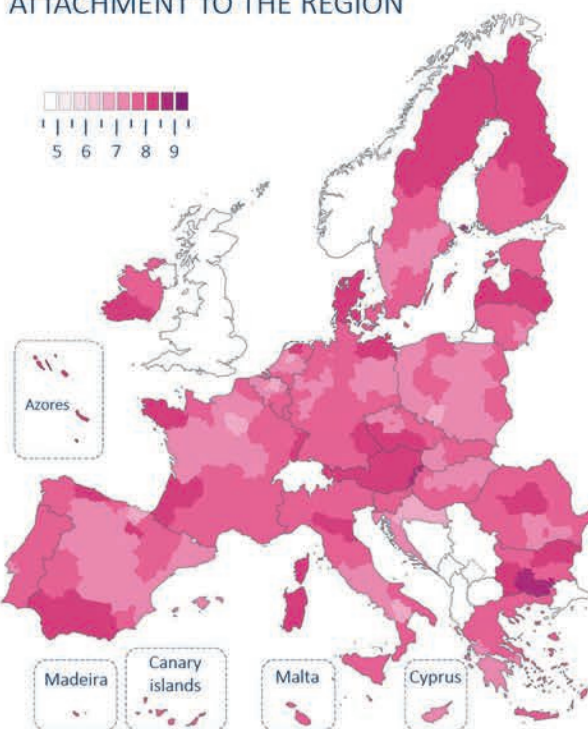 ATTACHMENT TO THE REGION
5 6 7 8 9
Azores
Madeira
Canary
islands
Malta
Cyprus